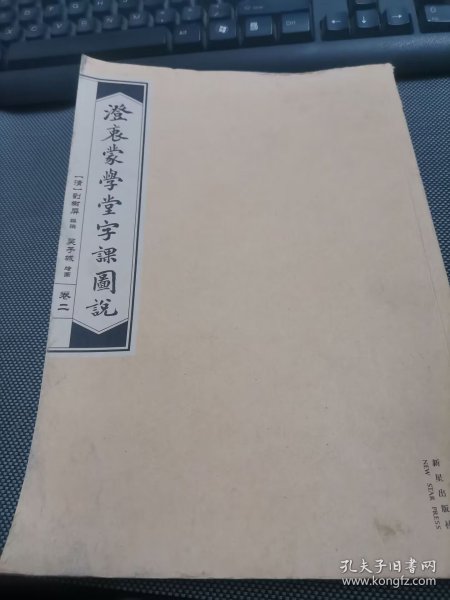 澄衷蒙學堂字課圖說
【清】劉樹屏 編撰 吳子城 繪圖 卷二
新星出版社
NEW STAR PRESS
孔夫子旧书网
www.kongfz.com